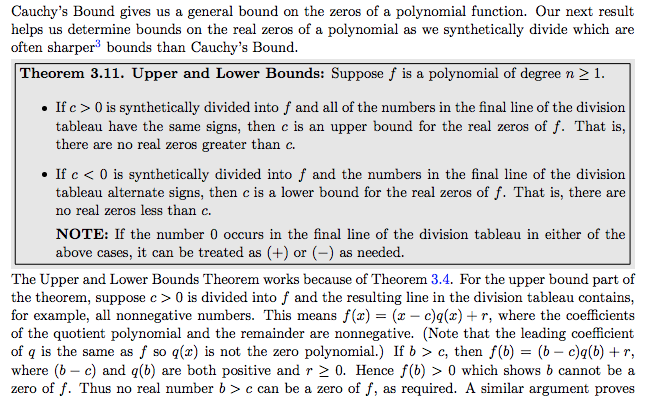 Cauchy's Bound gives us a general bound on the zeros of a polynomial function. Our next result
helps us determine bounds on the real zeros of a polynomial as we synthetically divide which are
often sharper³ bounds than Cauchy's Bound.
Theorem 3.11. Upper and Lower Bounds: Suppose f is a polynomial of degree n ≥ 1.
• If c > 0 is synthetically divided into f and all of the numbers in the final line of the division
tableau have the same signs, then c is an upper bound for the real zeros of f. That is,
there are no real zeros greater than c.
• If c < 0 is synthetically divided into f and the numbers in the final line of the division
tableau alternate signs, then c is a lower bound for the real zeros of f. That is, there are
no real zeros less than c.
NOTE: If the number 0 occurs in the final line of the division tableau in either of the
above cases, it can be treated as (+) or (−) as needed.
The Upper and Lower Bounds Theorem works because of Theorem 3.4. For the upper bound part of
the theorem, suppose c > 0 is divided into f and the resulting line in the division tableau contains,
for example, all nonnegative numbers. This means f(x) = (x − c)q(x) + r, where the coefficients
of the quotient polynomial and the remainder are nonnegative. (Note that the leading coefficient
of q is the same as f so q(x) is not the zero polynomial.) If b > c, then f(b) = (b − c)q(b) + r,
where (b − c) and q(b) are both positive and r ≥ 0. Hence f(b) > 0 which shows b cannot be a
zero of f. Thus no real number b > c can be a zero of f, as required. A similar argument proves